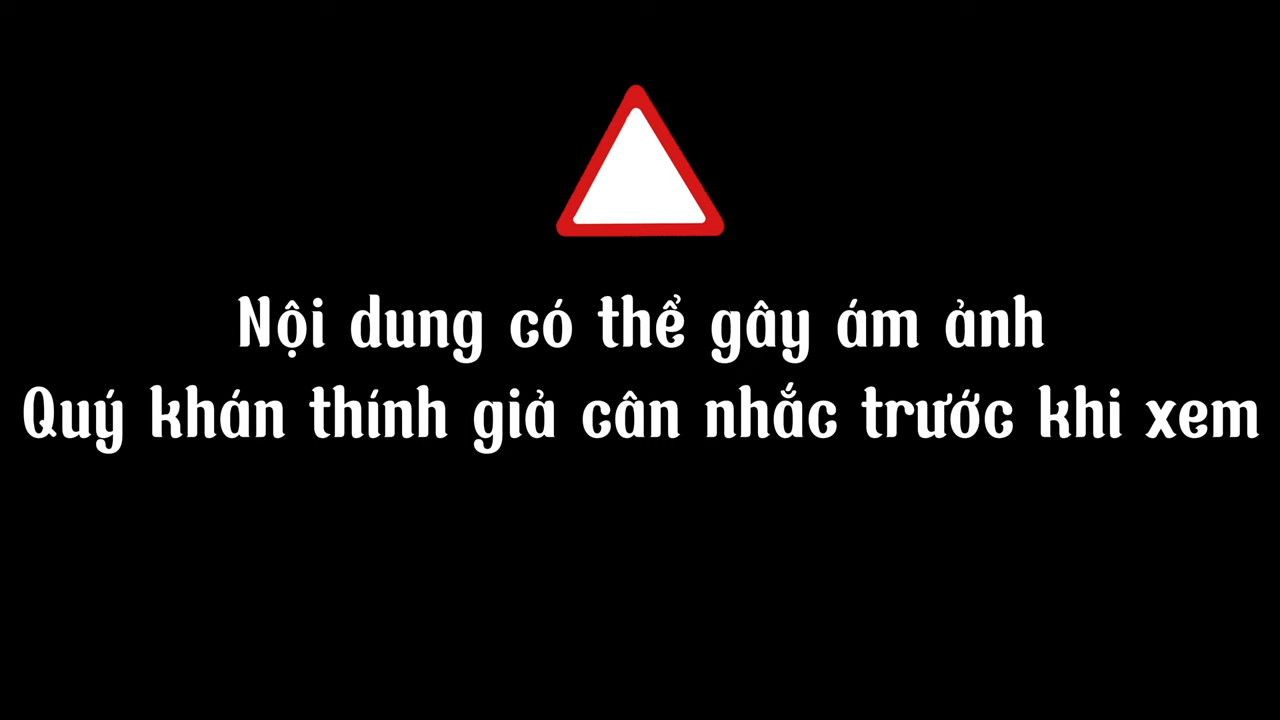 Nội dung có thể gây ám ảnh
Quý khán thính giả cân nhắc trước khi xem